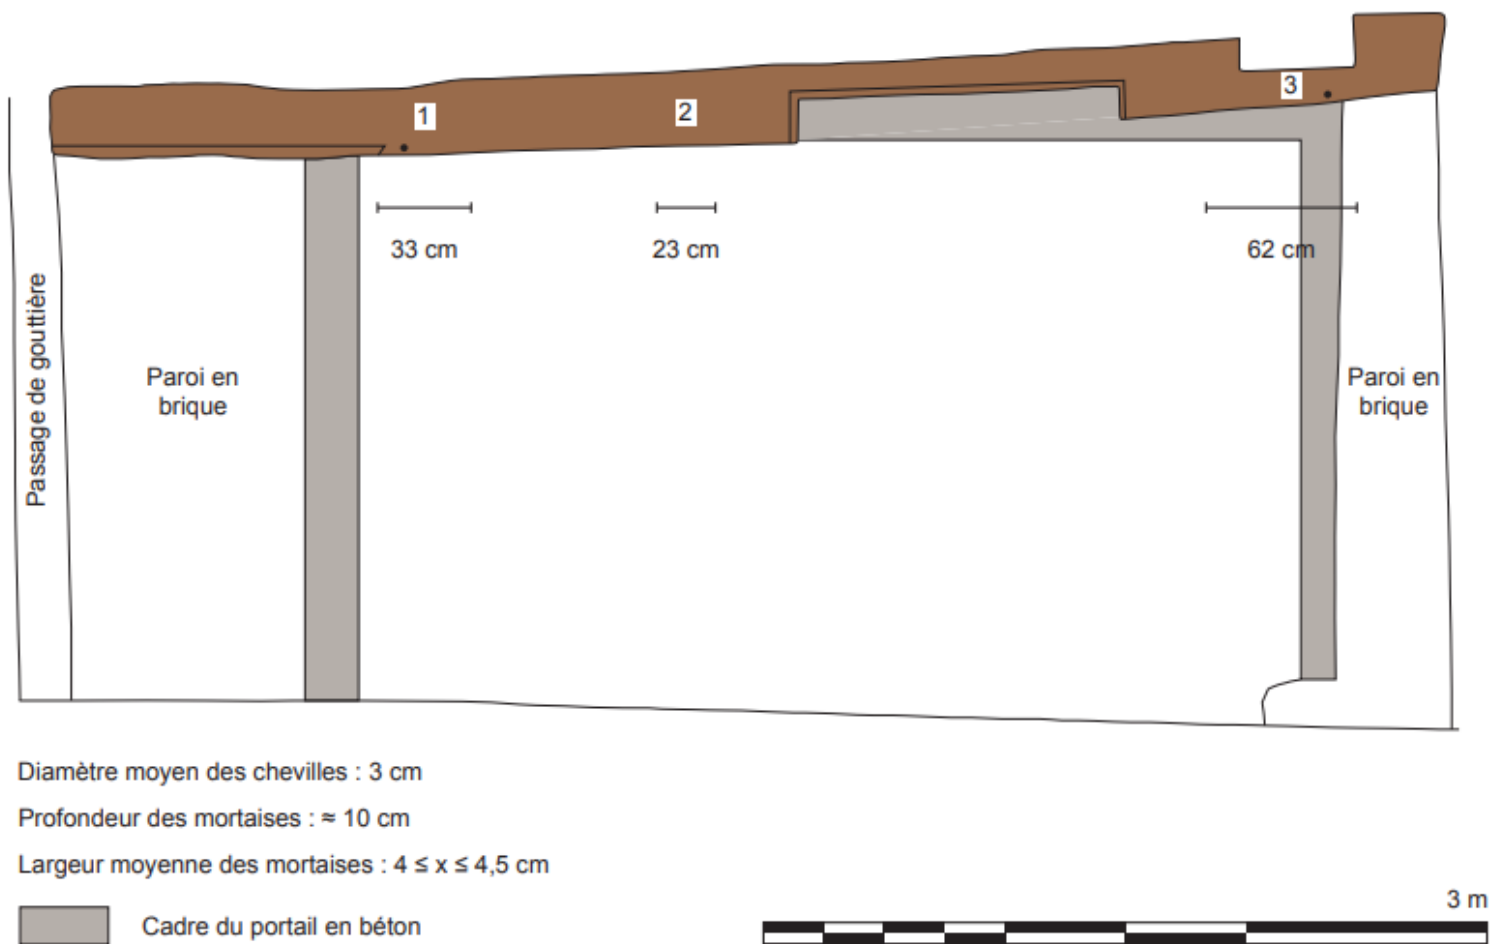 1
2
3
33 cm
23 cm
62 cm
Passage de gouttière
Paroi en
brique
Paroi en
brique
Diamètre moyen des chevilles : 3 cm
Profondeur des mortaises : ≈ 10 cm
Largeur moyenne des mortaises : 4 ≤ x ≤ 4,5 cm
Cadre du portail en béton
3 m